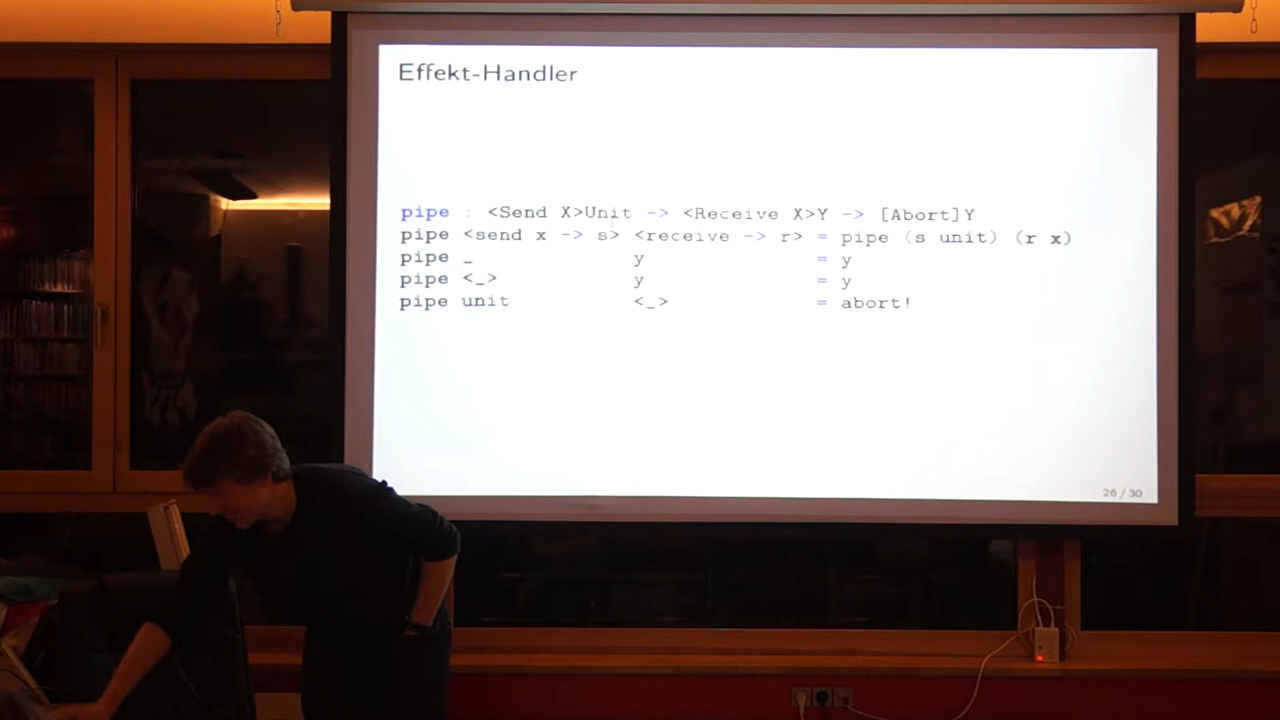 Effekt-Handler
pipe : <Send X>Unit -> <Receive X>Y -> [Abort]Y
pipe <send x -> s> <receive -> r> = pipe (s unit) (r x)
pipe _ y = y
pipe <_> y = y
pipe unit <_> = abort!
26 / 30